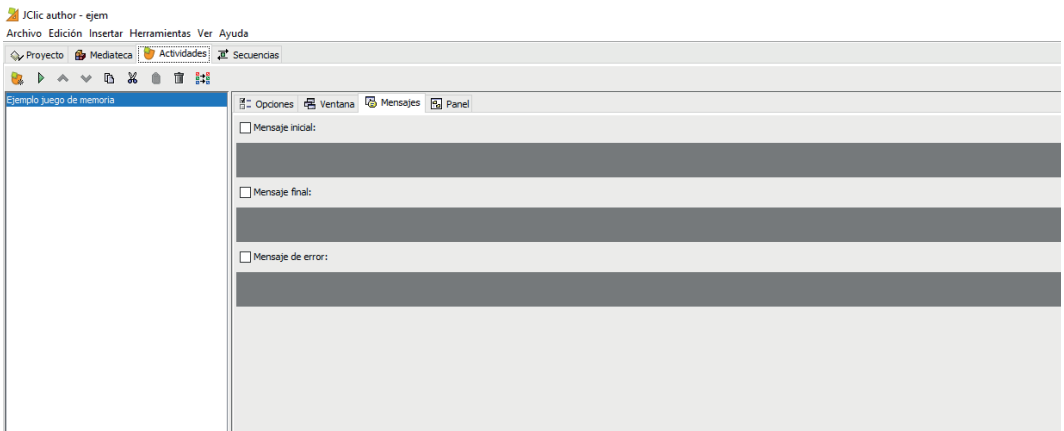 JClic author - ejem
Archivo Edición Insertar Herramientas Ver Ayuda
Proyecto Mediateca Actividades Secuencias
Ejemplo juego de memoria
Opciones Ventana Mensajes Panel
Mensaje inicial:
Mensaje final:
Mensaje de error: